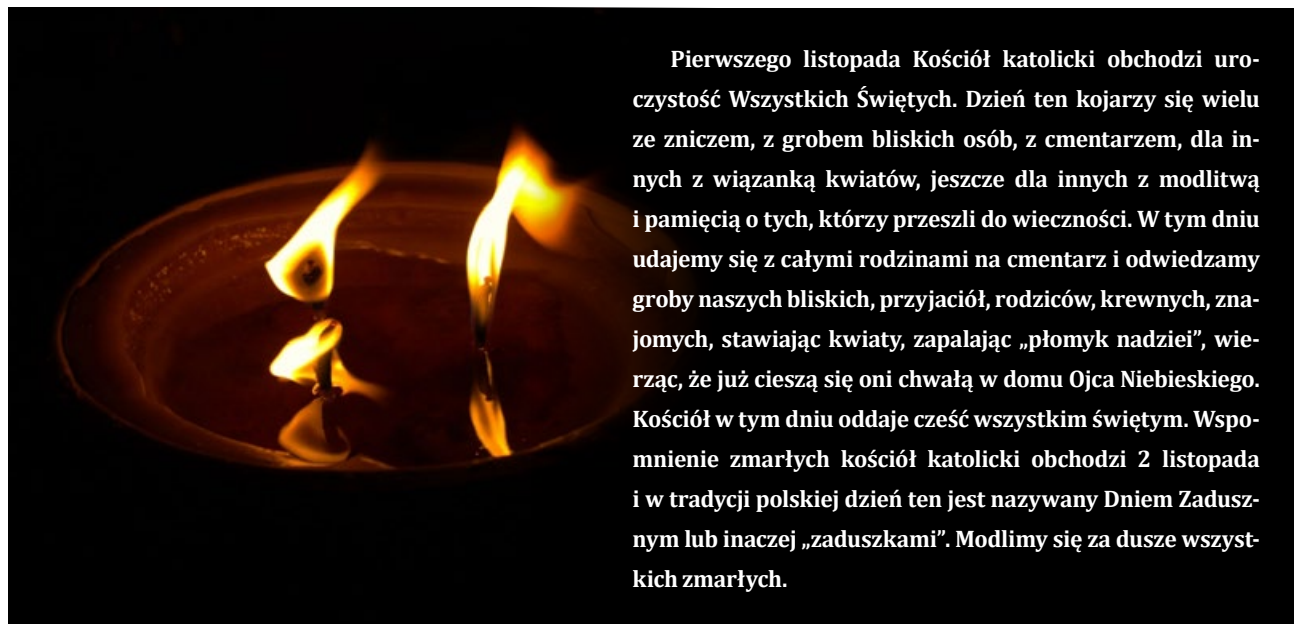 Pierwszego listopada Kościół katolicki obchodzi uro-
czystość Wszystkich Świętych. Dzień ten kojarzy się wielu
ze zniczem, z grobem bliskich osób, z cmentarzem, dla in-
nych z wiązanką kwiatów, jeszcze dla innych z modlitwą
i pamięcią o tych, którzy przeszli do wieczności. W tym dniu
udajemy się z całymi rodzinami na cmentarz i odwiedzamy
groby naszych bliskich, przyjaciół, rodziców, krewnych, zna-
jomych, stawiając kwiaty, zapalając „płomyk nadziei”, wie-
rząc, że już cieszą się oni chwałą w domu Ojca Niebieskiego.
Kościół w tym dniu oddaje cześć wszystkim świętym. Wspo-
mnienie zmarłych kościół katolicki obchodzi 2 listopada
i w tradycji polskiej dzień ten jest nazywany Dniem Zadusz-
nym lub inaczej „zaduszkami”. Modlimy się za dusze wszyst-
kich zmarłych.